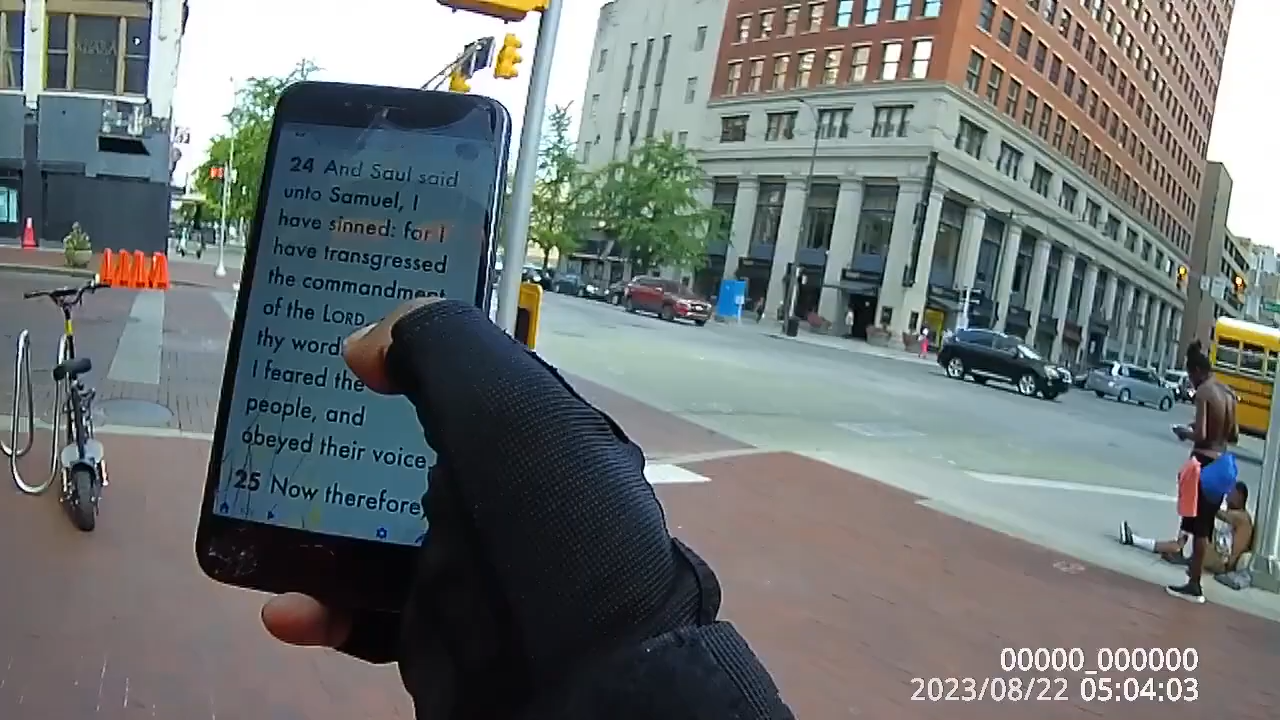 24 And Saul said
unto Samuel, I
have sinned: for I
have transgressed
the commandment
of the LORD
thy word
I feared the
people, and
obeyed their voice
25 Now therefore,
00000_000000
2023/08/22 05:04:03